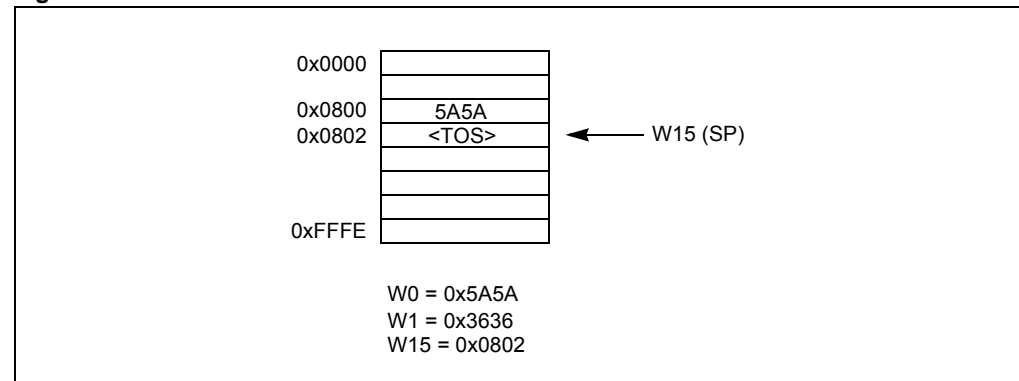 0x0000
0x0800 5A5A
0x0802 <TOS> W15 (SP)
0xFFFE
W0 = 0x5A5A
W1 = 0x3636
W15 = 0x0802